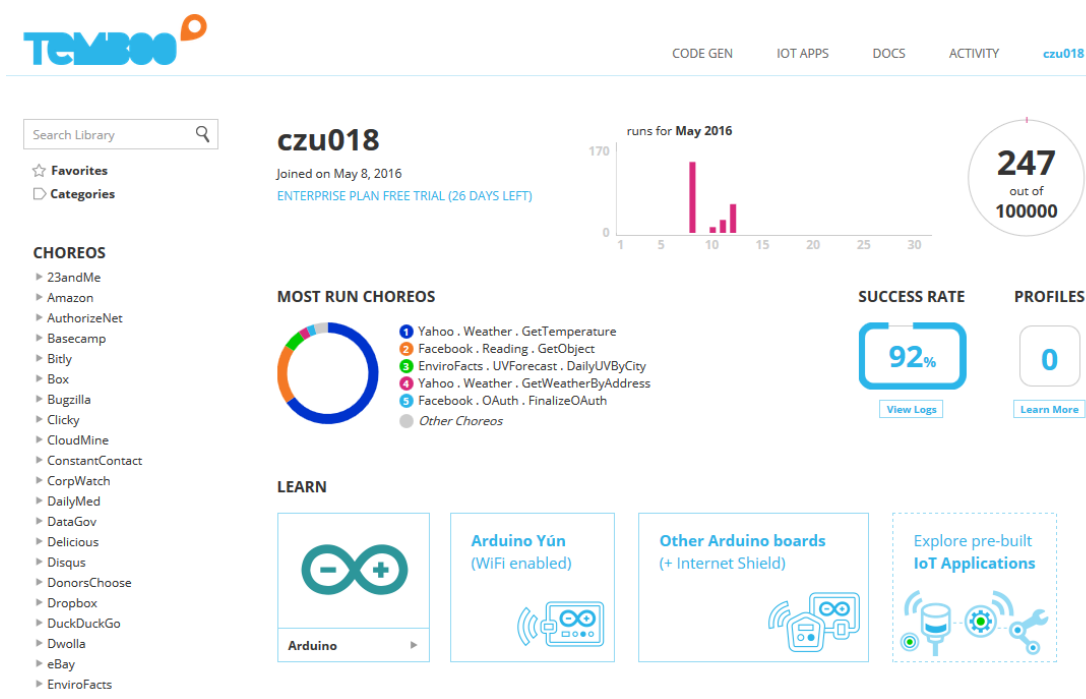 TEMBOO
CODE GEN
IOT APPS
DOCS
ACTIVITY
czu018
Search Library
Favorites
Categories
CHOREOS
23andMe
Amazon
AuthorizeNet
Basecamp
Bitly
Box
Bugzilla
Clicky
CloudMine
ConstantContact
CorpWatch
DailyMed
DataGov
Delicious
Disqus
DonorsChoose
Dropbox
DuckDuckGo
Dwolla
eBay
EnviroFacts
czu018
Joined on May 8, 2016
ENTERPRISE PLAN FREE TRIAL (26 DAYS LEFT)
runs for May 2016
170
0
1 5 10 15 20 25 30
247
out of
100000
MOST RUN CHOREOS
1 Yahoo . Weather . GetTemperature
2 Facebook . Reading . GetObject
3 EnviroFacts . UVForecast . DailyUVByCity
4 Yahoo . Weather . GetWeatherByAddress
5 Facebook . OAuth . FinalizeOAuth
Other Choreos
SUCCESS RATE
92%
View Logs
PROFILES
0
Learn More
LEARN
Arduino
Arduino Yún
(WiFi enabled)
Other Arduino boards
(+ Internet Shield)
Explore pre-built
IoT Applications